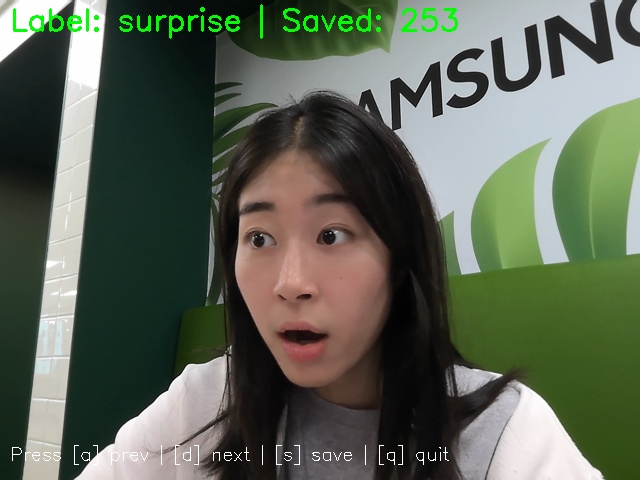 Label: surprise | Saved: 253
AMSUNG
Press [a] prev | [d] next | [s] save | [q] quit